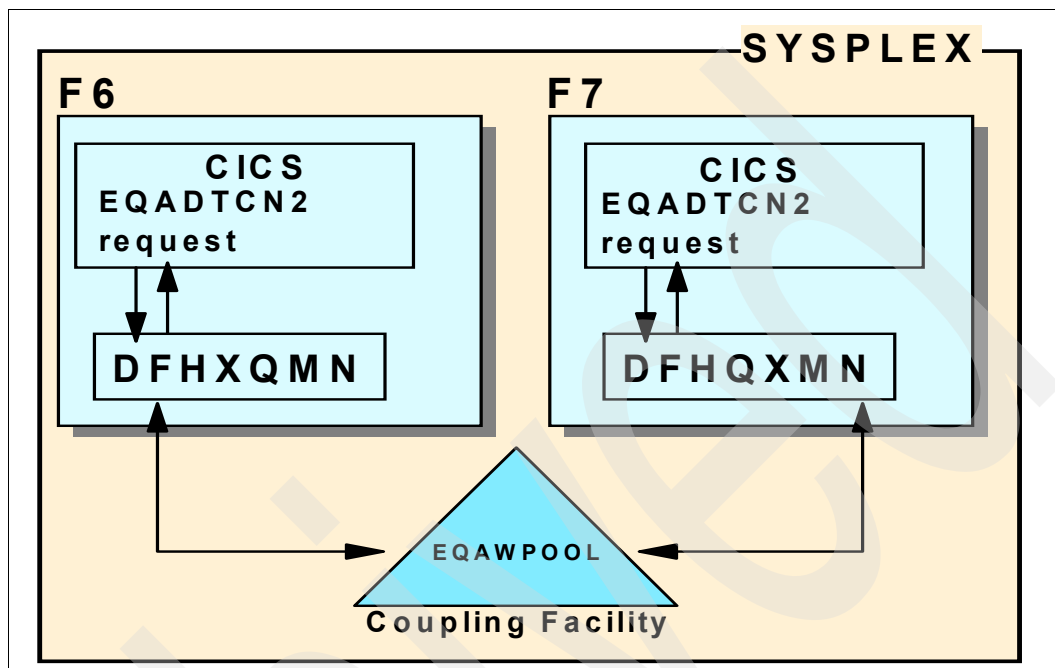 SYSPLEX
F6
F7
CICS
EQADTCN2
request
CICS
EQADTCN2
request
DFHXQMN
DFHQXMN
EQAWPOOL
Coupling Facility